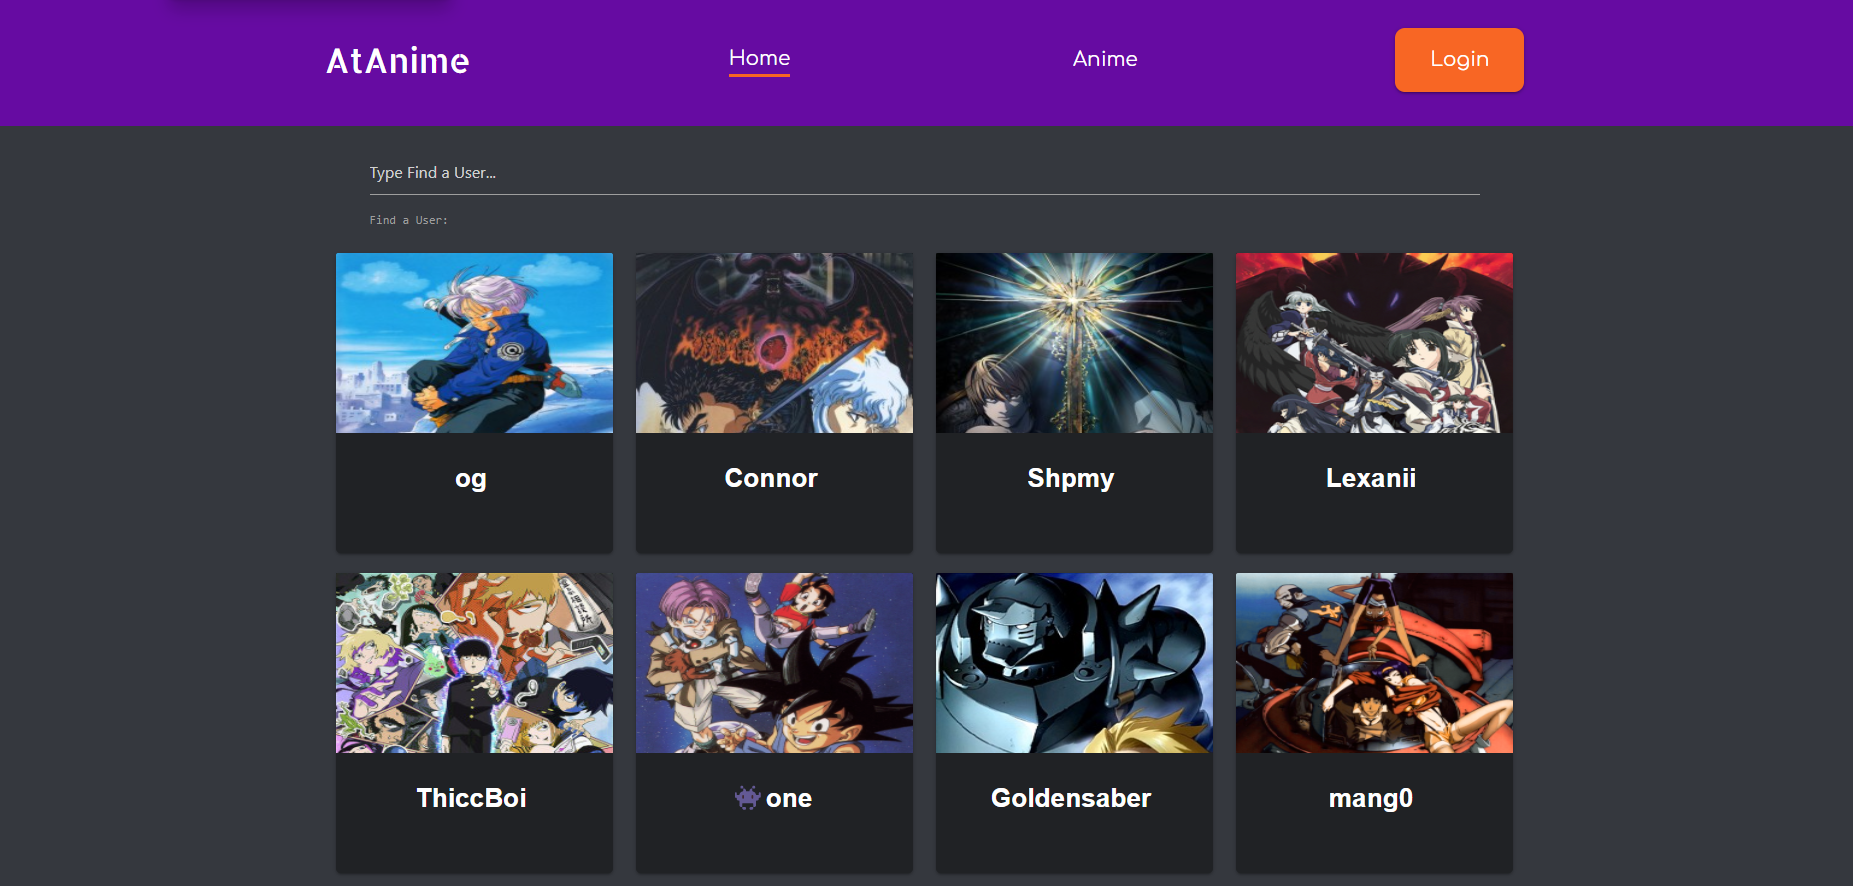 AtAnime
Home
Anime
Login
Type Find a User...
Find a User:
og
Connor
Shpmy
Lexanii
ThiccBoi
👾 one
Goldensaber
mang0